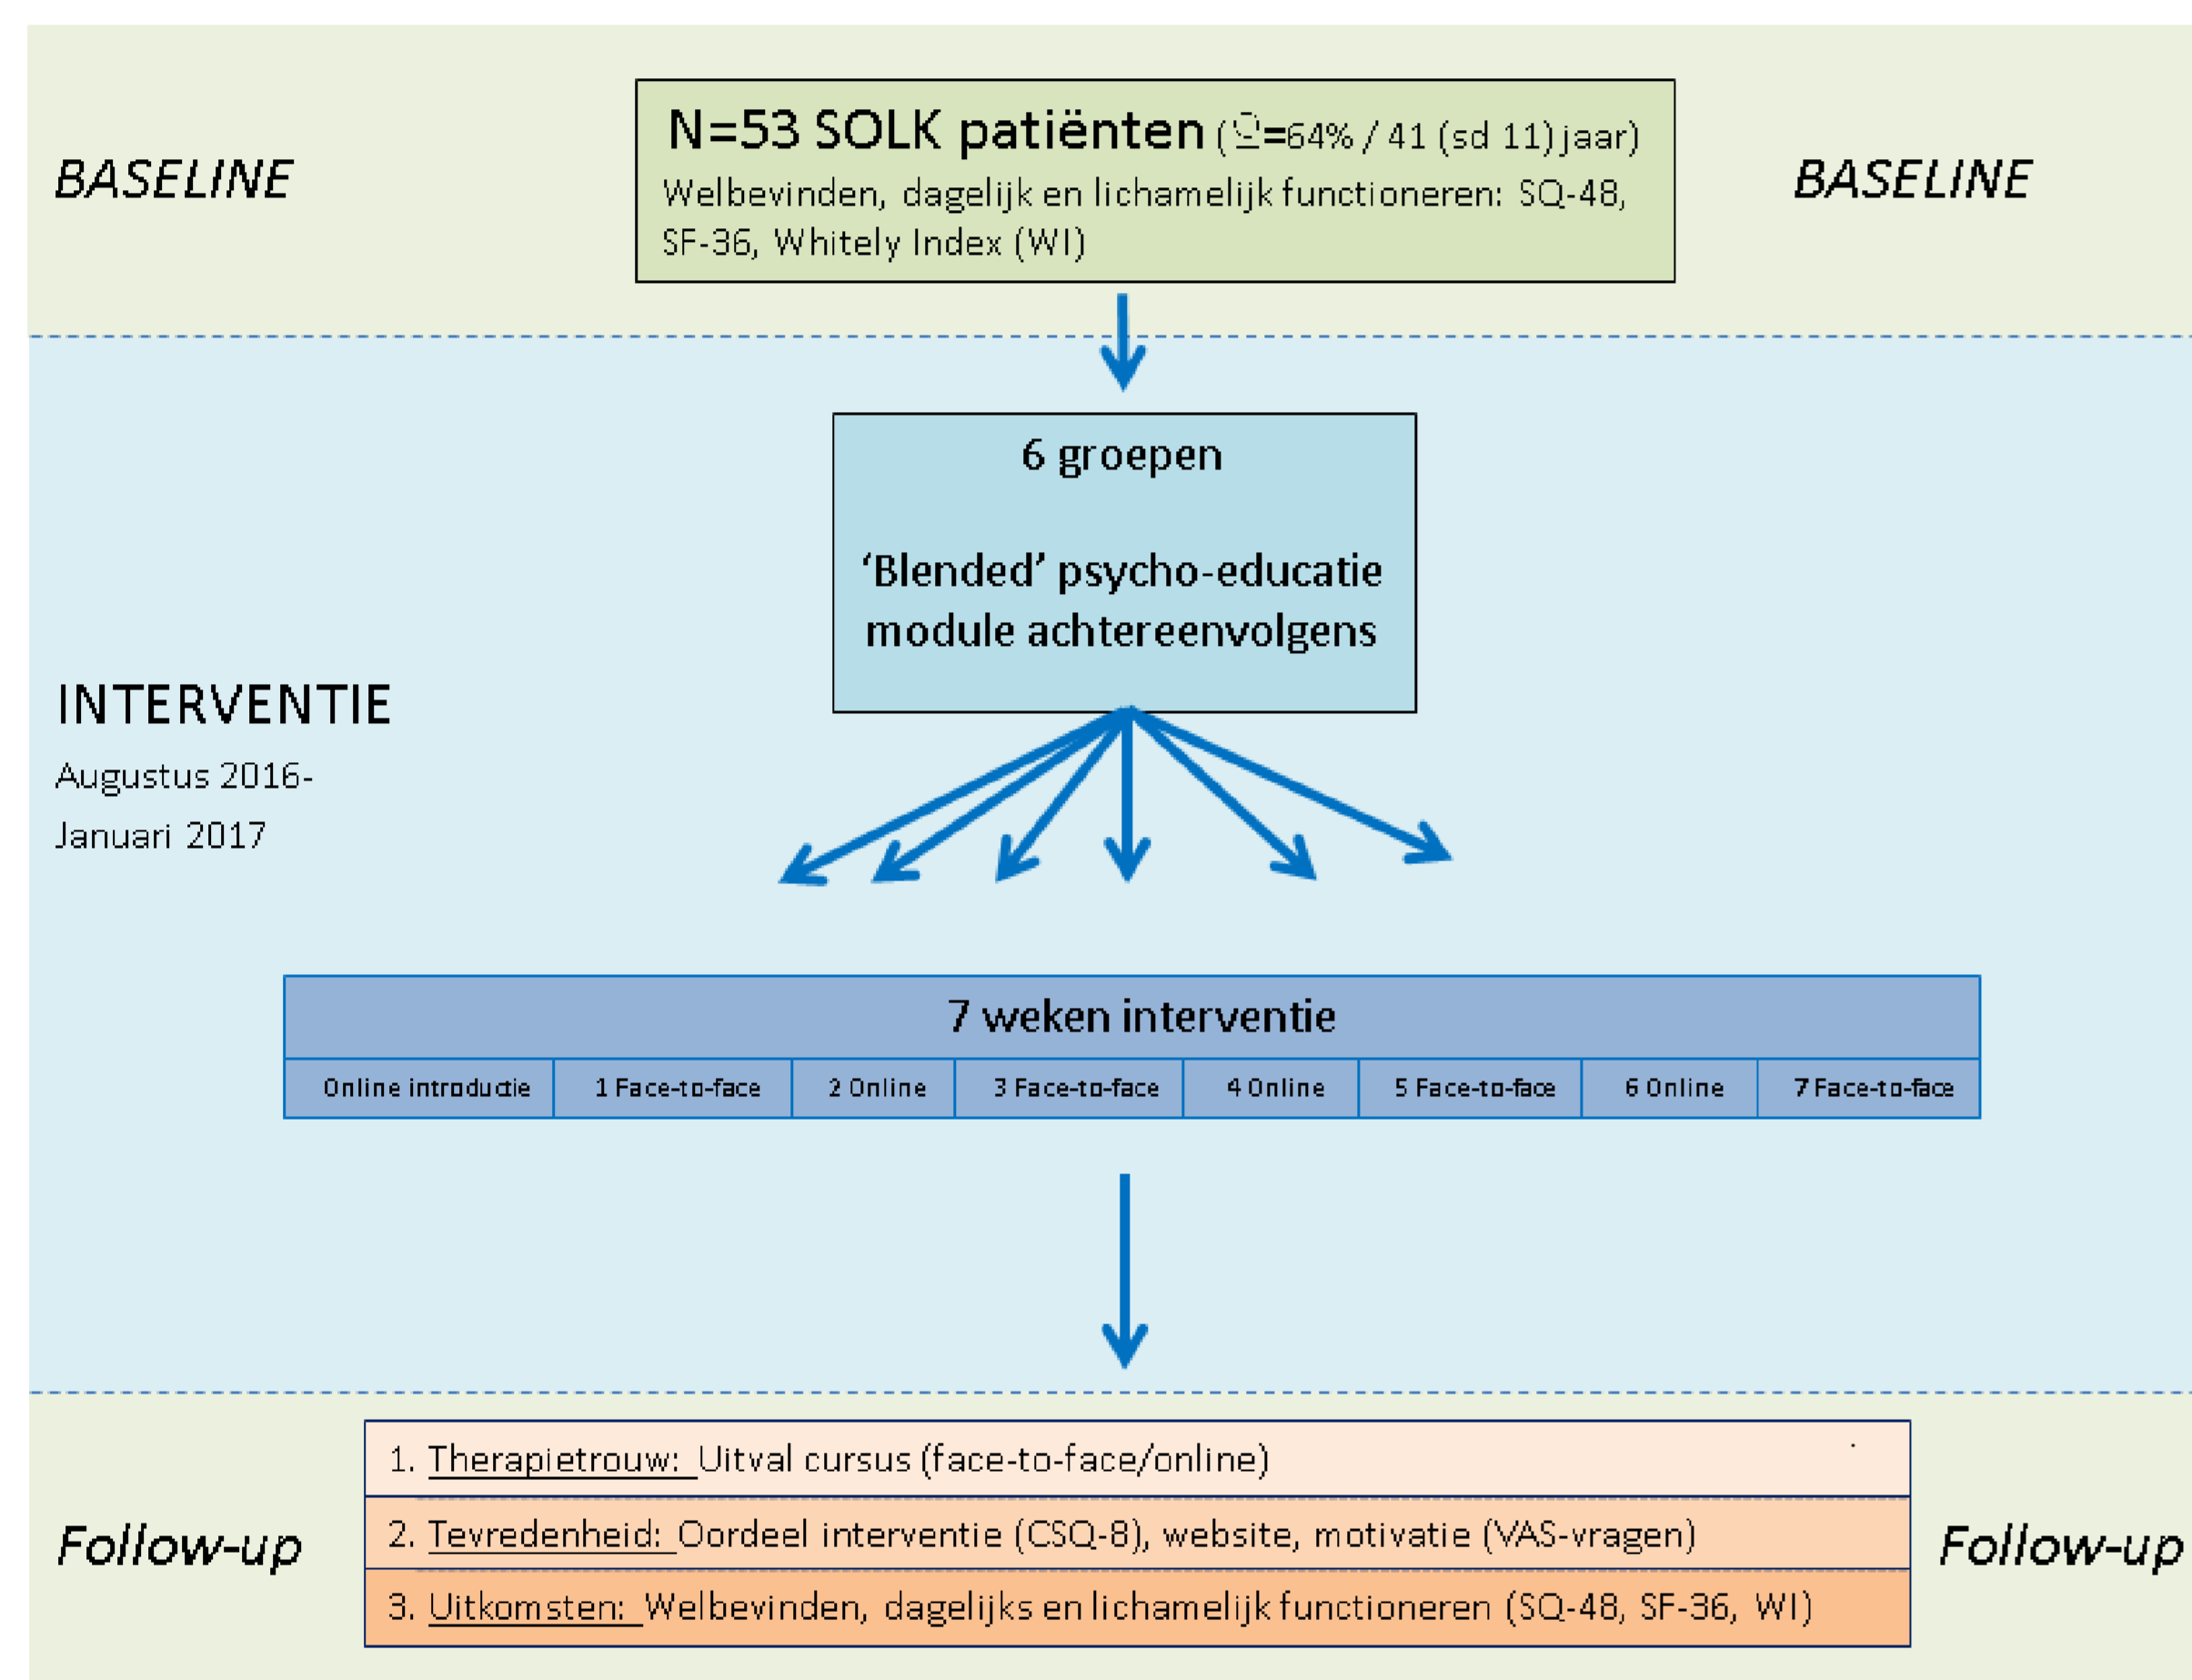 BASELINE
N=53 SOLK patiënten (♀=64% / 41 (sd 11) jaar)
Welbevinden, dagelijk en lichamelijk functioneren: SQ-48,
SF-36, Whitely Index (WI)
BASELINE
6 groepen
‘Blended’ psycho-educatie
module achtereenvolgens
INTERVENTIE
Augustus 2016-
Januari 2017
7 weken interventie
Online introductie 1 Face-to-face 2 Online 3 Face-to-face 4 Online 5 Face-to-face 6 Online 7 Face-to-face
Follow-up
1. Therapietrouw: Uitval cursus (face-to-face/online)
2. Tevredenheid: Oordeel interventie (CSQ-8), website, motivatie (VAS-vragen)
3. Uitkomsten: Welbevinden, dagelijks en lichamelijk functioneren (SQ-48, SF-36, WI)
Follow-up